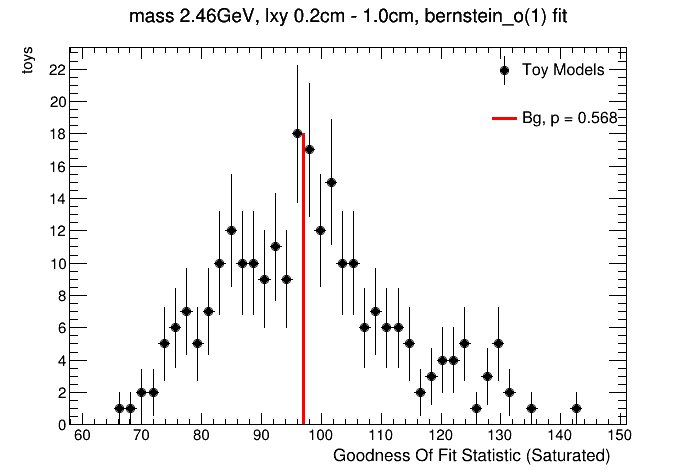 mass 2.46GeV, lxy 0.2cm - 1.0cm, bernstein_o(1) fit
toys
Toy Models
Bg, p = 0.568
22
20
18
16
14
12
10
8
6
4
2
0
60 70 80 90 100 110 120 130 140 150
Goodness Of Fit Statistic (Saturated)